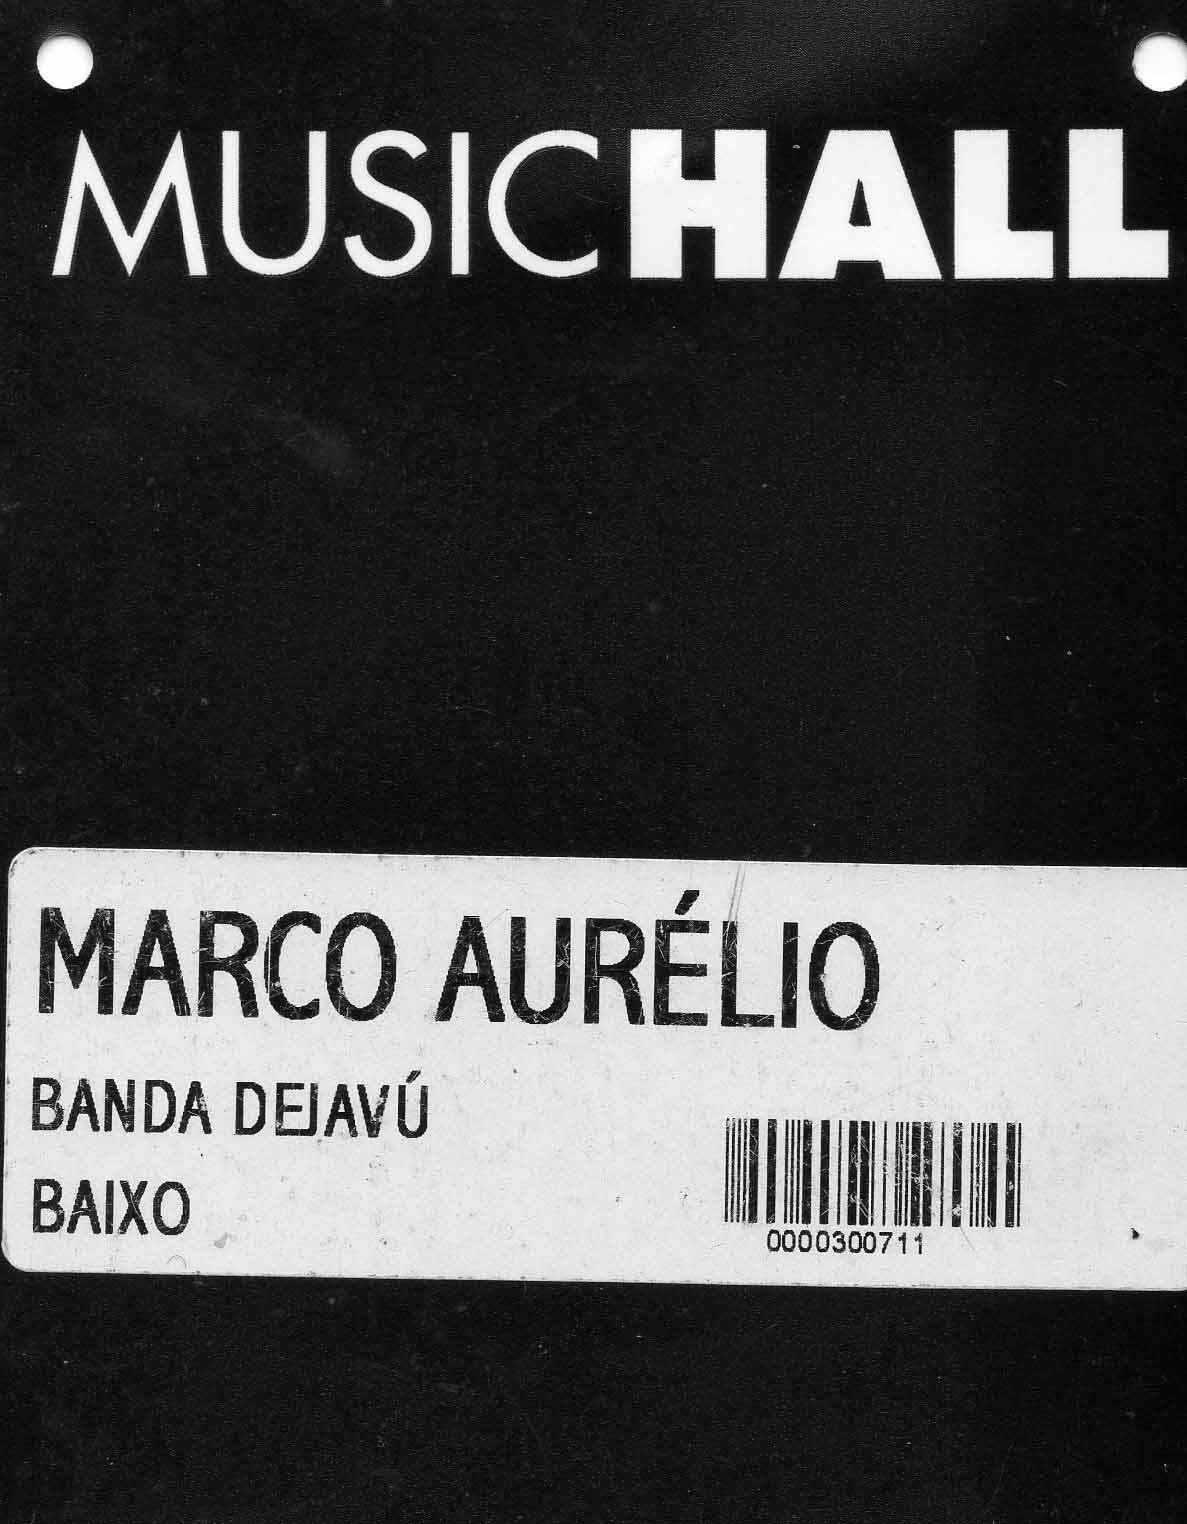 MUSICHALL
MARCO AURÉLIO
BANDA DEJAVÚ
BAIXO
0000300711